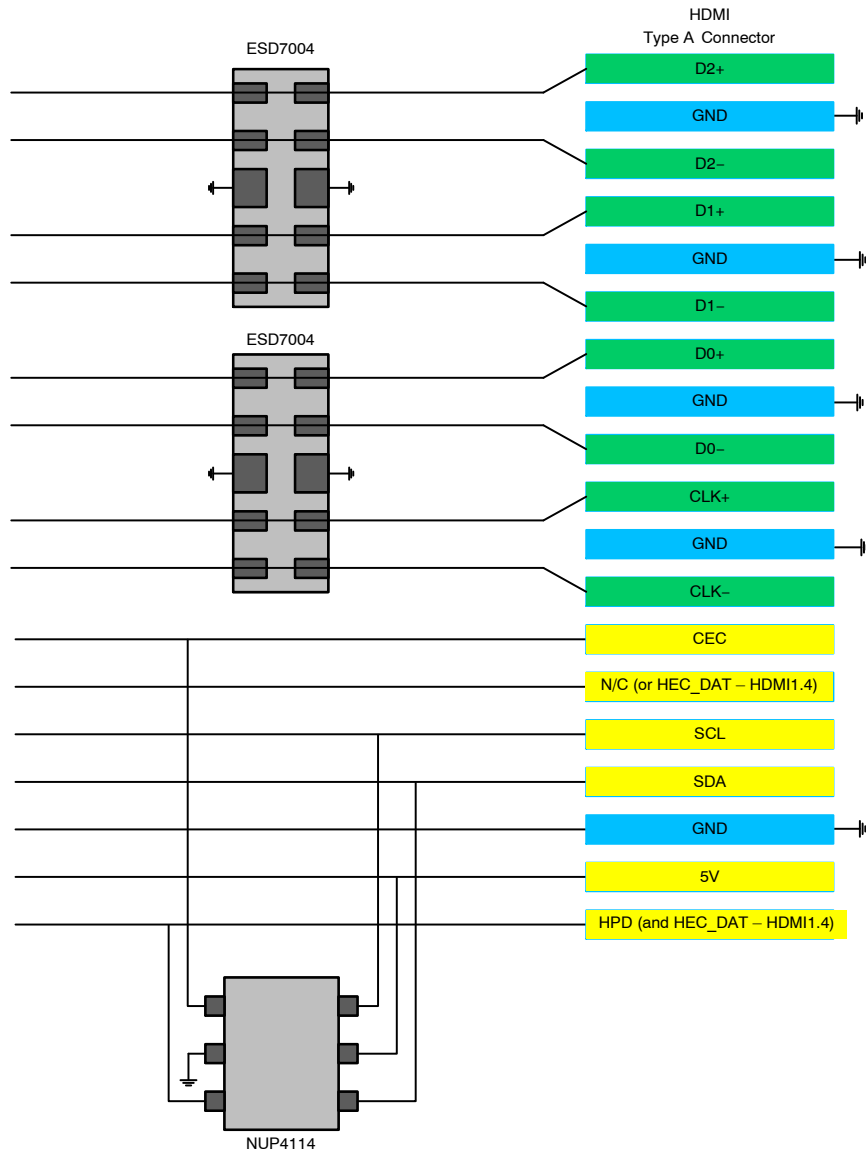 HDMI
Type A Connector
ESD7004
D2+
GND
D2−
D1+
GND
D1−
ESD7004
D0+
GND
D0−
CLK+
GND
CLK−
CEC
N/C (or HEC_DAT – HDMI1.4)
SCL
SDA
GND
5V
HPD (and HEC_DAT – HDMI1.4)
NUP4114